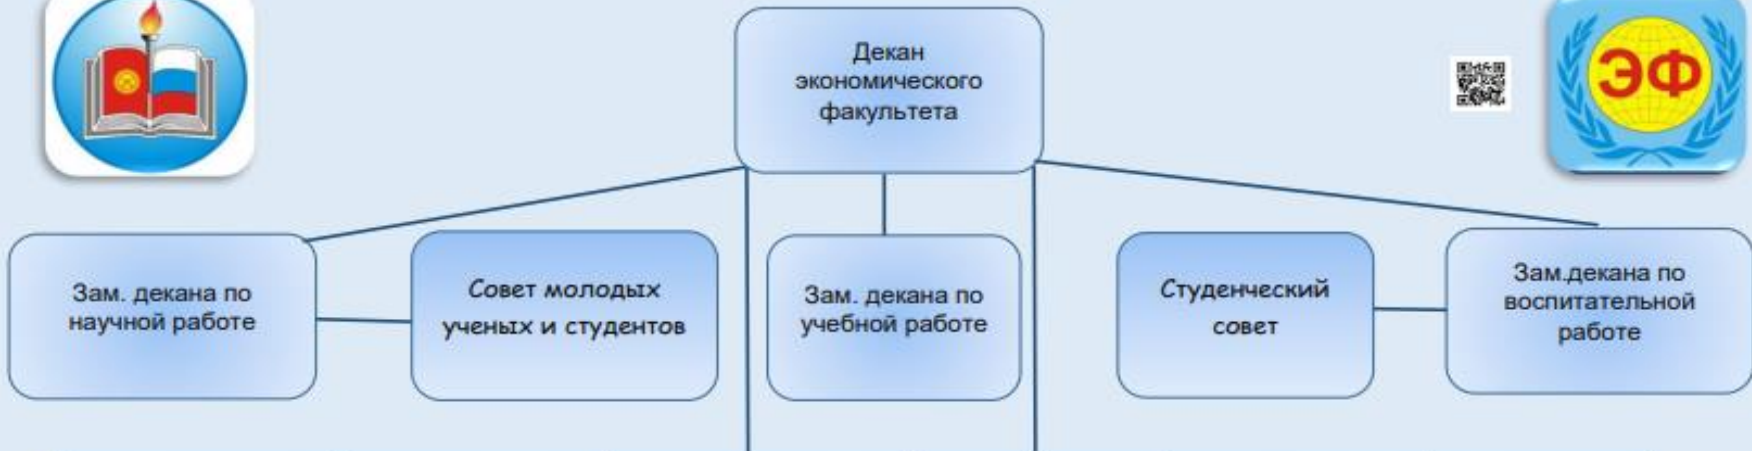 Декан
экономического
факультета
ЭФ
Зам. декана по
научной работе
Совет молодых
ученых и студентов
Зам. декана по
учебной работе
Студенческий
совет
Зам.декана по
воспитательной
работе